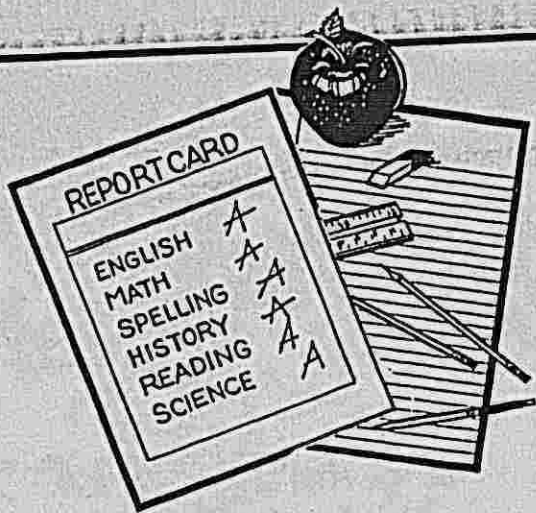 REPORT CARD
ENGLISH A
MATH A
SPELLING A
HISTORY A
READING A
SCIENCE A